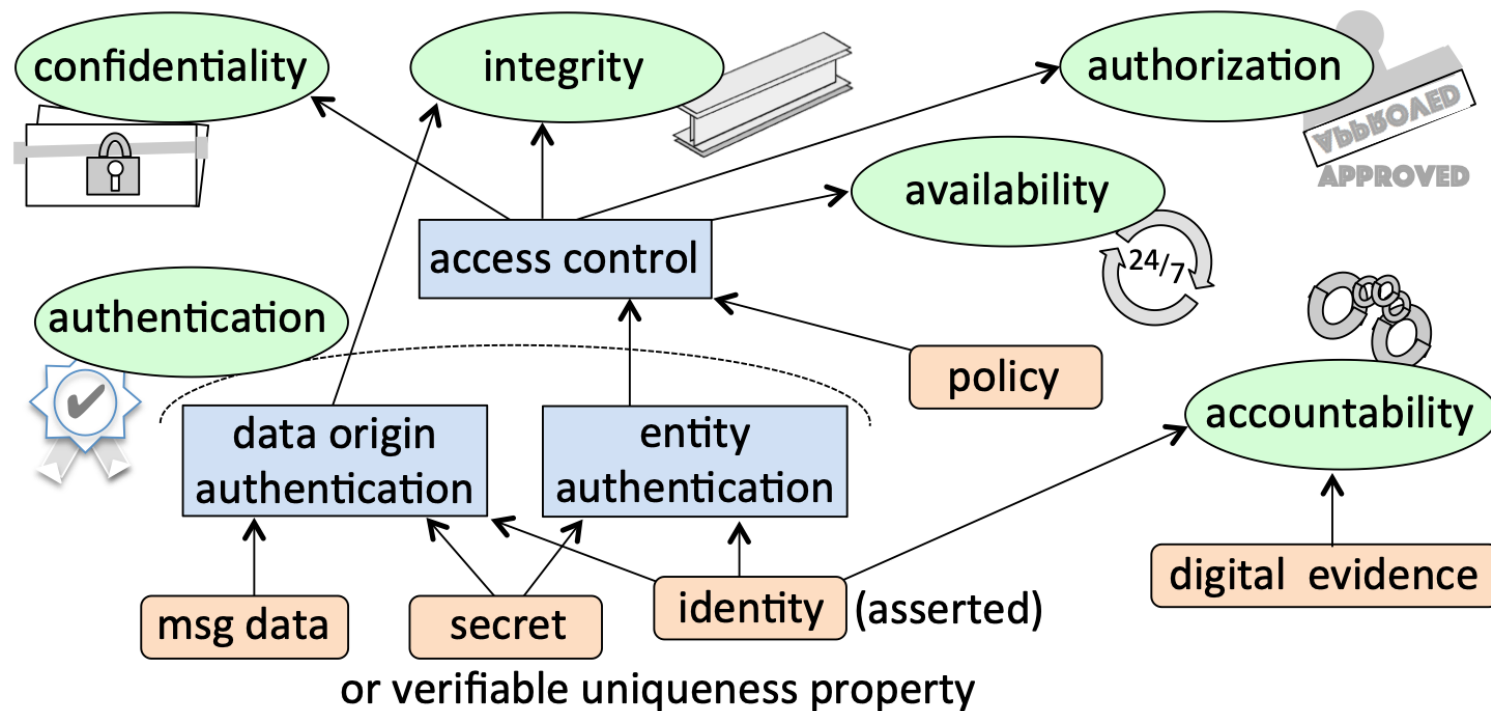 confidentiality
integrity
authorization
APPROVED
APPROVED
availability
24/7
access control
authentication
policy
accountability
data origin
authentication
entity
authentication
digital evidence
msg data
secret
identity (asserted)
or verifiable uniqueness property